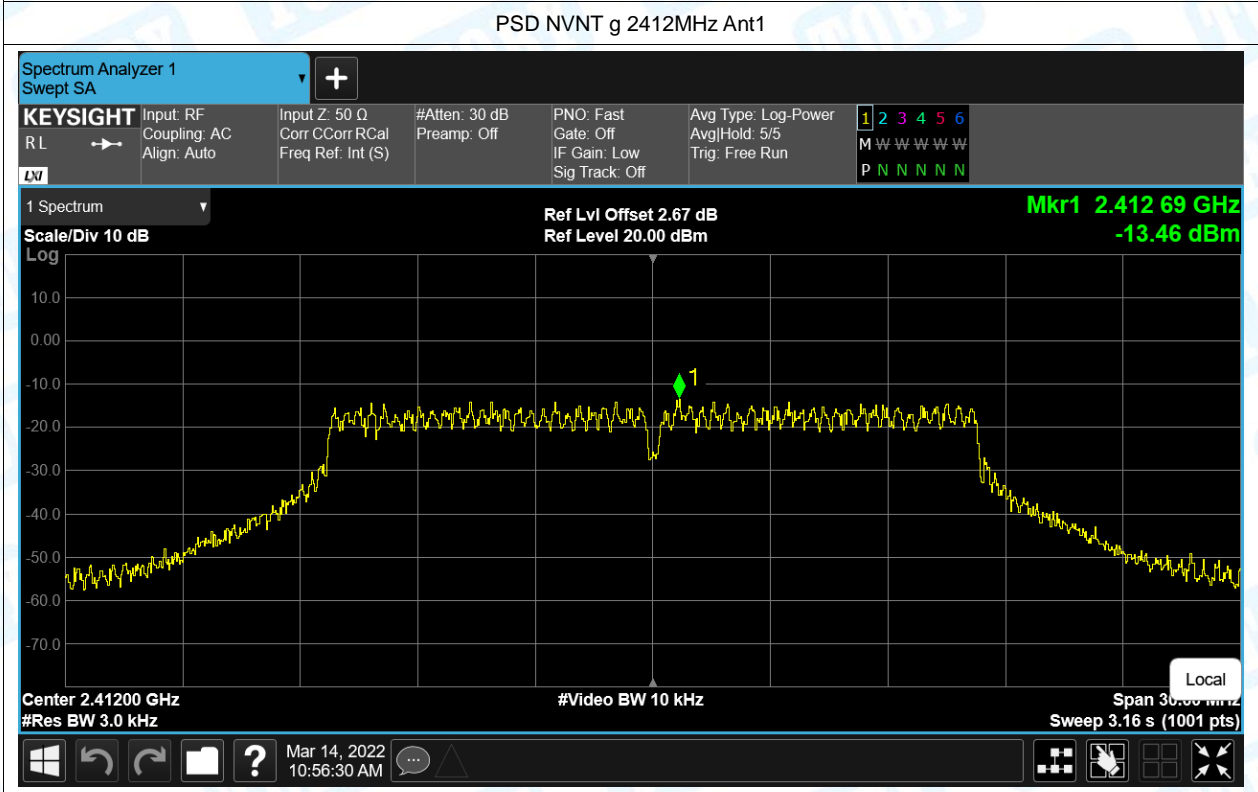 PSD NVNT g 2412MHz Ant1
Spectrum Analyzer 1
Swept SA
KEYSIGHT
R L
LXI
Input: RF
Coupling: AC
Align: Auto
Input Z: 50 Ω
Corr CCorr RCal
Freq Ref: Int (S)
#Atten: 30 dB
Preamp: Off
PNO: Fast
Gate: Off
IF Gain: Low
Sig Track: Off
Avg Type: Log-Power
Avg|Hold: 5/5
Trig: Free Run
1 2 3 4 5 6
M W W W W W
P N N N N N
1 Spectrum
Scale/Div 10 dB
Ref Lvl Offset 2.67 dB
Ref Level 20.00 dBm
Mkr1 2.412 69 GHz
-13.46 dBm
Log
10.0
0.00
-10.0
-20.0
-30.0
-40.0
-50.0
-60.0
-70.0
1
Local
Center 2.41200 GHz
#Video BW 10 kHz
Span 30.00 MHz
#Res BW 3.0 kHz
Sweep 3.16 s (1001 pts)
?
Mar 14, 2022
10:56:30 AM